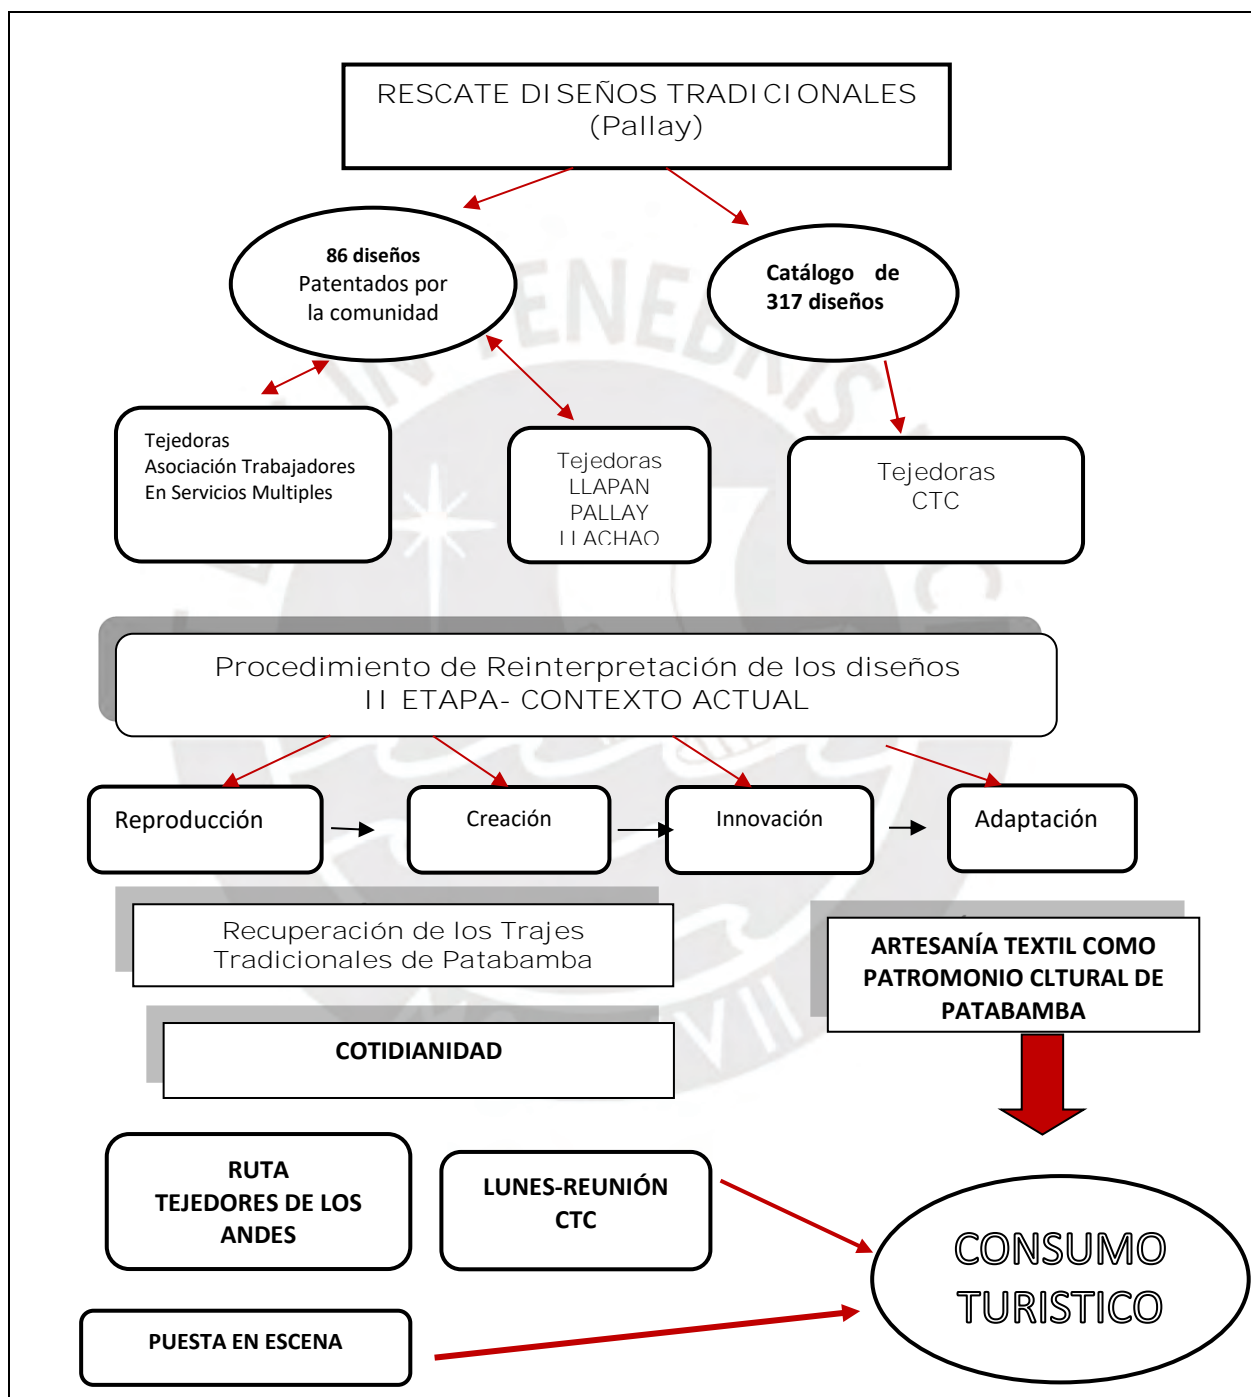 RESCATE DISEÑOS TRADICIONALES
(Pallay)
86 diseños
Patentados por
la comunidad
Catálogo de
317 diseños
Tejedoras
Asociación Trabajadores
En Servicios Multiples
Tejedoras
LLAPAN
PALLAY
LLACHAO
Tejedoras
CTC
Procedimiento de Reinterpretación de los diseños
II ETAPA- CONTEXTO ACTUAL
Reproducción
Creación
Innovación
Adaptación
Recuperación de los Trajes
Tradicionales de Patabamba
ARTESANÍA TEXTIL COMO
PATROMONIO CLTURAL DE
PATABAMBA
COTIDIANIDAD
RUTA
TEJEDORES DE LOS
ANDES
LUNES-REUNIÓN
CTC
CONSUMO
TURISTICO
PUESTA EN ESCENA